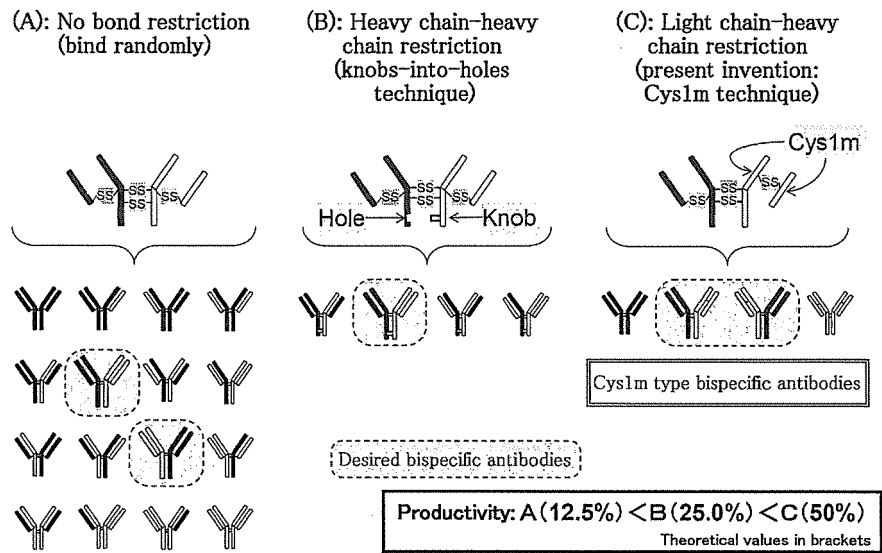 (A): No bond restriction
(bind randomly)
(B): Heavy chain-heavy
chain restriction
(knobs-into-holes
technique)
(C): Light chain-heavy
chain restriction
(present invention:
Cys1m technique)
SS SS SS SS
Hole
SS SS SS SS
Knob
Cys1m
SS SS SS SS
Cys1m type bispecific antibodies
Desired bispecific antibodies
Productivity: A (12.5%) < B (25.0%) < C (50%)
Theoretical values in brackets